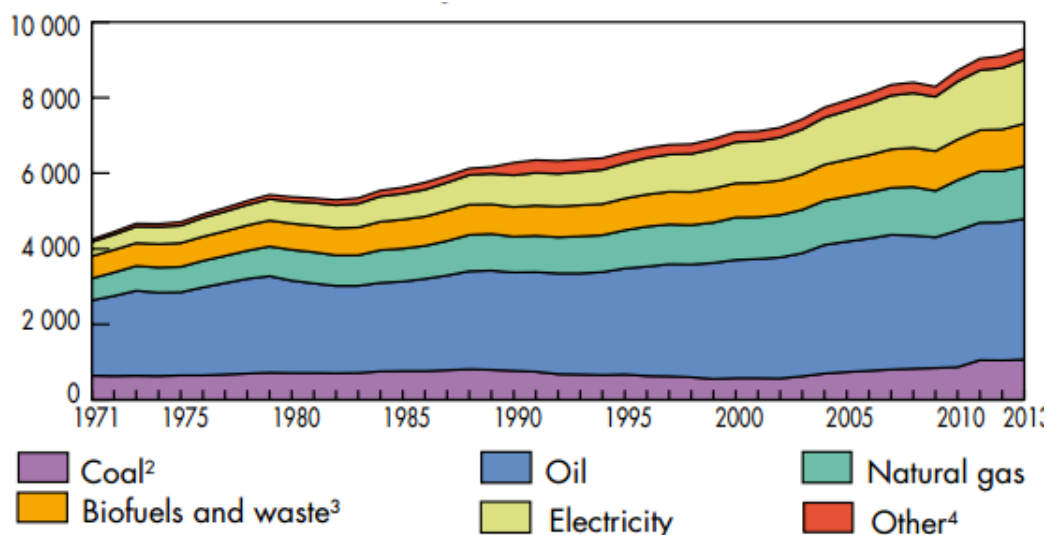 10 000
8 000
6 000
4 000
2 000
0
1971 1975 1980 1985 1990 1995 2000 2005 2010 2013
Coal² Oil Natural gas
Biofuels and waste³ Electricity Other⁴